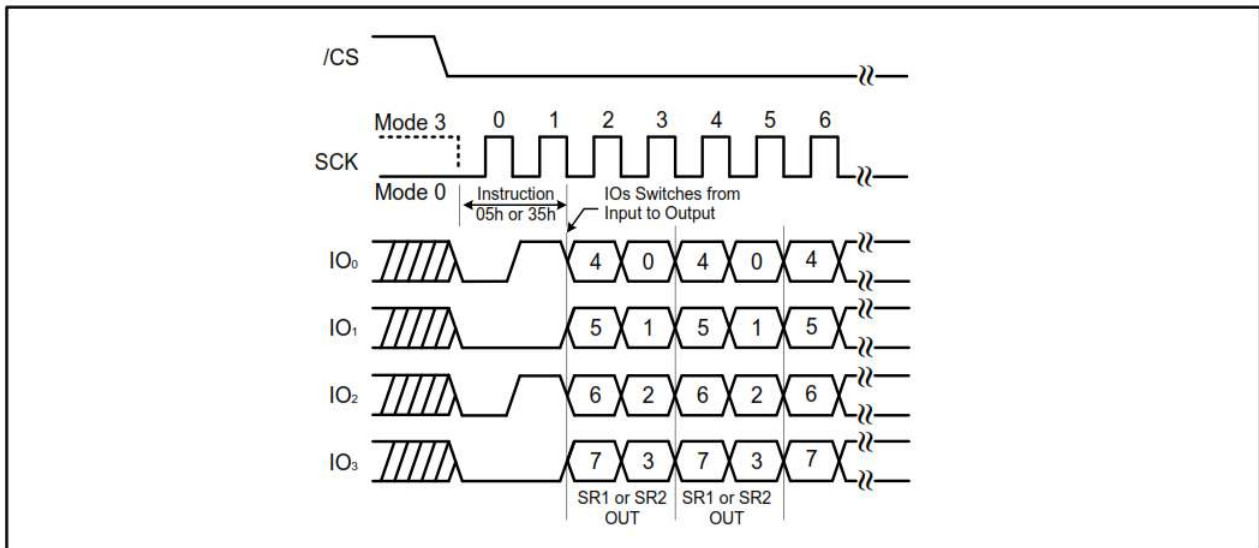 /CS
0 1 2 3 4 5 6
Mode 3
SCK
Mode 0
Instruction
05h or 35h
IOs Switches from
Input to Output
IO₀ 4 0 4 0 4
IO₁ 5 1 5 1 5
IO₂ 6 2 6 2 6
IO₃ 7 3 7 3 7
SR1 or SR2 SR1 or SR2
OUT OUT